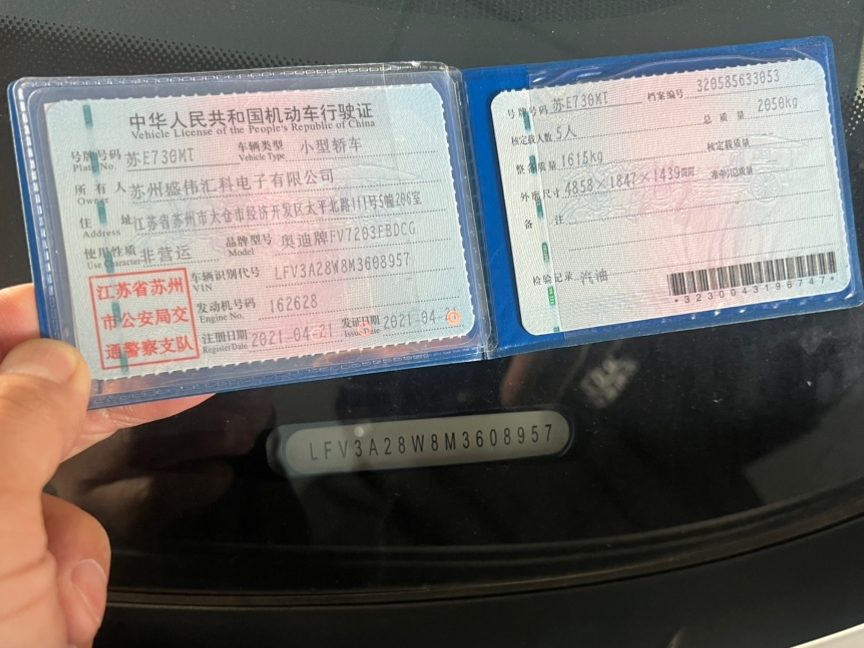 中华人民共和国机动车行驶证
Vehicle License of the People's Republic of China
号牌号码 苏E730MT 车辆类型 小型轿车
Plate No. Vehicle Type
所有人 苏州盛伟汇科电子有限公司
Owner
住址 江苏省苏州市太仓市经济开发区太平北路111号5幢206室
Address
使用性质 非营运 品牌型号 奥迪牌FV7203FBDCG
Use Character Model
江苏省苏州
市公安局交
通警察支队
车辆识别代号 LFV3A28W8M3608957
VIN
发动机号码 162628
Engine No.
注册日期 2021-04-21 发证日期 2021-04-21
Register Date Issue Date
号牌号码 苏E730MT 档案编号 320585633053
核定载人数 5人 总质量 2050kg
整备质量 1615kg 核定载质量
外廓尺寸 4858×1847×1439mm 准牵引总质量
备注
检验记录 汽油
*3230043196747*
LFV3A28W8M3608957